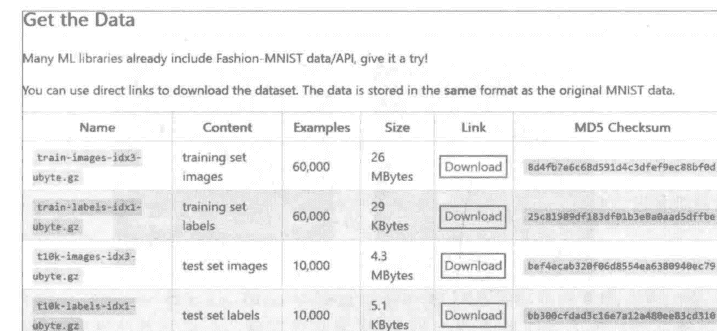 Get the Data
Many ML libraries already include Fashion-MNIST data/API, give it a try!
You can use direct links to download the dataset. The data is stored in the same format as the original MNIST data.
Name Content Examples Size Link MD5 Checksum
train-images-idx3-
ubyte.gz
training set
images
60,000
26
MBytes
Download
8d4fb7e6c68d591d4c3dfef9ec88bf0d
train-labels-idx1-
ubyte.gz
training set
labels
60,000
29
KBytes
Download
25c81989df183df01b3e8a0aad5dffbe
t10k-images-idx3-
ubyte.gz
test set images
10,000
4.3
MBytes
Download
bef4ecab320f06d8554ea6380940ec79
t10k-labels-idx1-
ubyte.gz
test set labels
10,000
5.1
KBytes
Download
bb300cfdad3c16e7a12a480ee83cd310